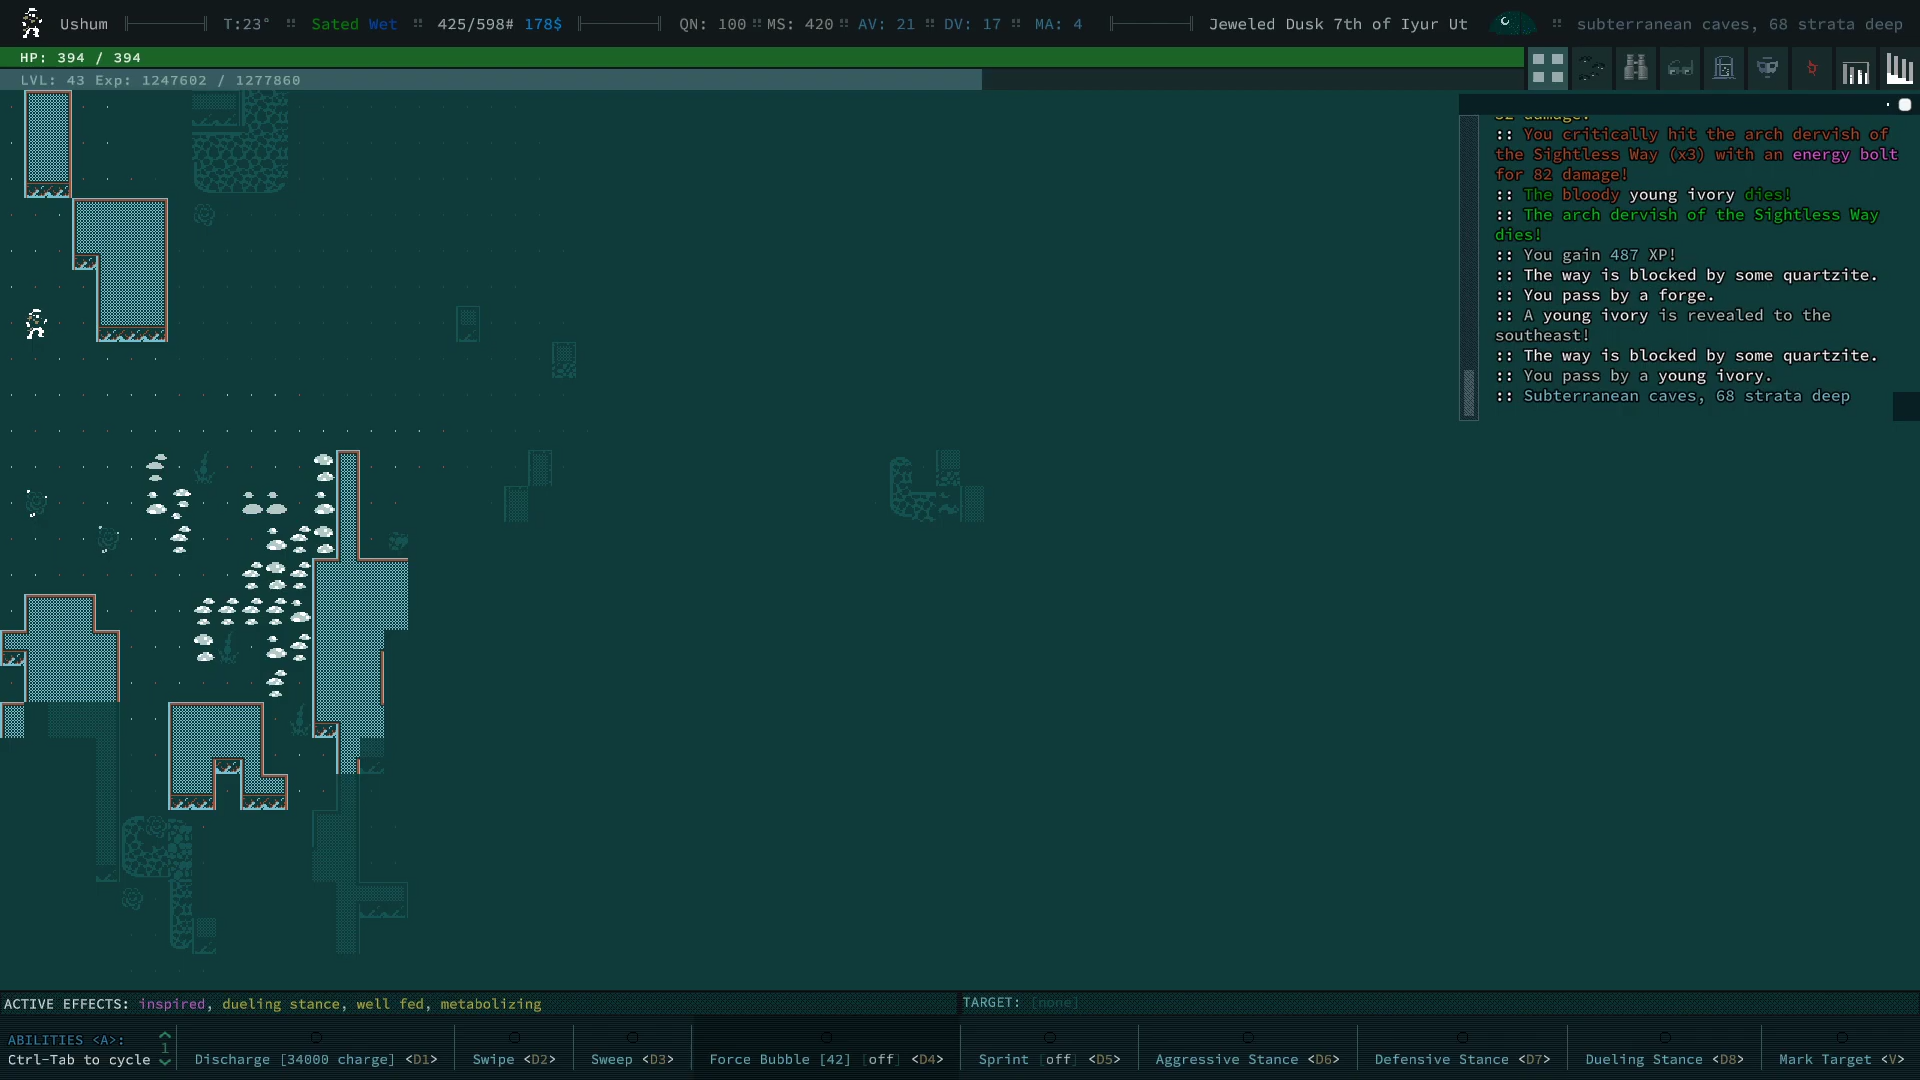 Ushum T:23° :: Sated Wet :: 425/598# 178$ QN: 100 :: MS: 420 :: AV: 21 :: DV: 17 :: MA: 4 Jeweled Dusk 7th of Iyur Ut :: subterranean caves, 68 strata deep
HP: 394 / 394
LVL: 43 Exp: 1247602 / 1277860
82 damage.
:: You critically hit the arch dervish of
the Sightless Way (x3) with an energy bolt
for 82 damage!
:: The bloody young ivory dies!
:: The arch dervish of the Sightless Way
dies!
:: You gain 487 XP!
:: The way is blocked by some quartzite.
:: You pass by a forge.
:: A young ivory is revealed to the
southeast!
:: The way is blocked by some quartzite.
:: You pass by a young ivory.
:: Subterranean caves, 68 strata deep
ACTIVE EFFECTS: inspired, dueling stance, well fed, metabolizing
TARGET: [none]
ABILITIES <A>:
Ctrl-Tab to cycle
1
Discharge [34000 charge] <D1>
Swipe <D2>
Sweep <D3>
Force Bubble [42] [off] <D4>
Sprint [off] <D5>
Aggressive Stance <D6>
Defensive Stance <D7>
Dueling Stance <D8>
Mark Target <V>